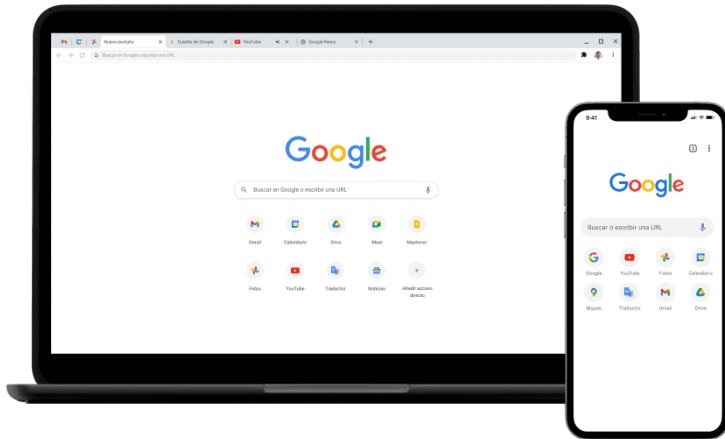 Nueva pestaña
Cuenta de Google
YouTube
Google News
Buscar en Google o escribir una URL
Google
Buscar en Google o escribir una URL
Gmail Calendario Drive Meet Mantener
Fotos YouTube Traductor Noticias Añadir acceso directo
9:41
2
Google
Buscar o escribir una URL
Google YouTube Fotos Calendario
Mapas Traductor Gmail Drive